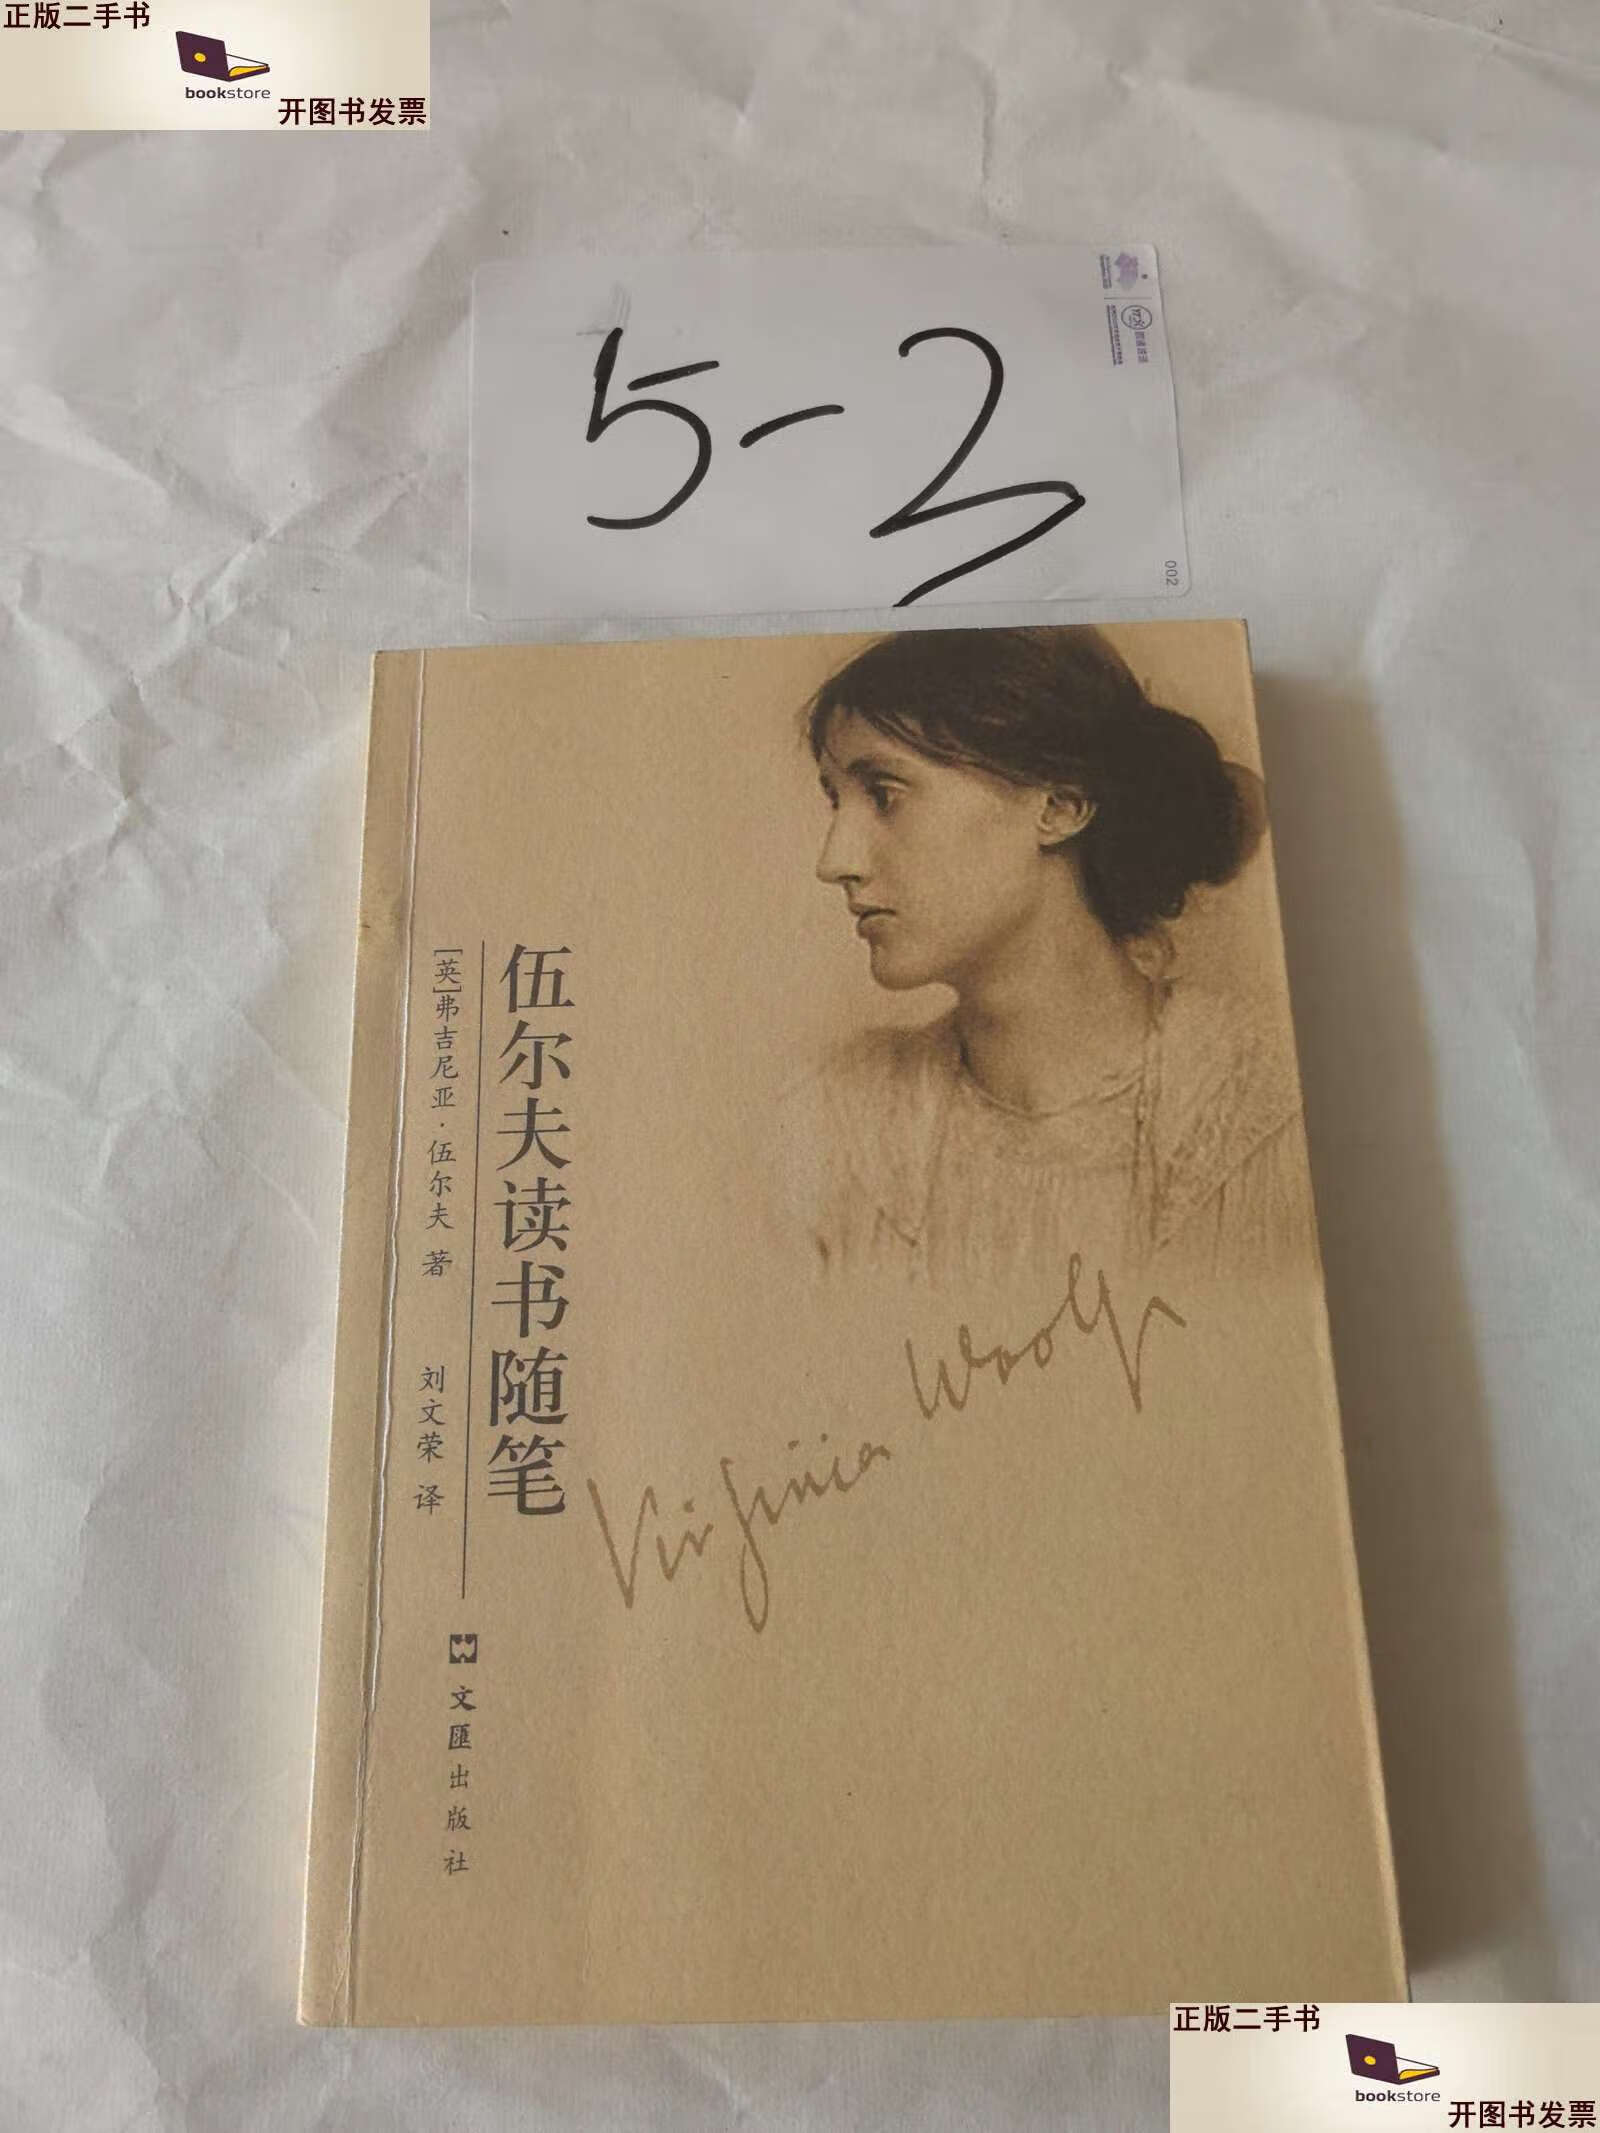 正版二手书
bookstore
开图书发票
5-2
002
伍尔夫读书随笔
[英]弗吉尼亚·伍尔夫 著
刘文荣 译
Virginia Woolf
文匯出版社
正版二手书
bookstore
开图书发票